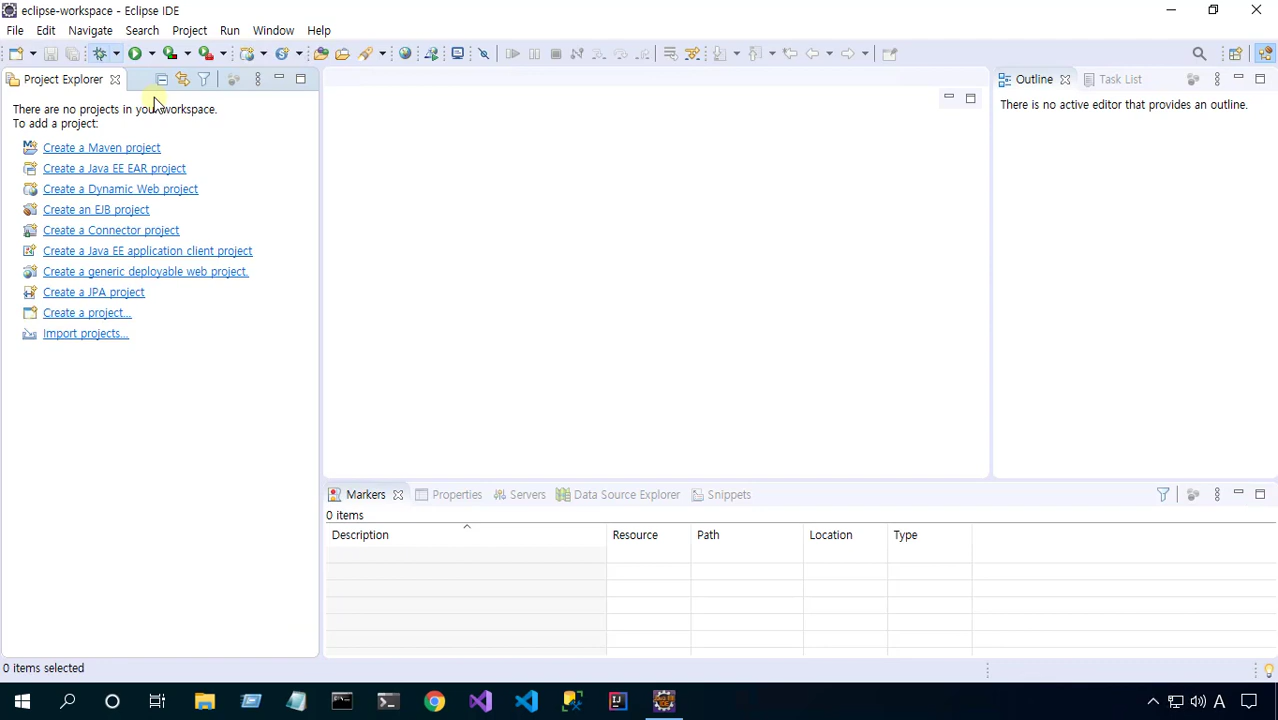 eclipse-workspace - Eclipse IDE
File Edit Navigate Search Project Run Window Help
Project Explorer
There are no projects in your workspace.
To add a project:
Create a Maven project
Create a Java EE EAR project
Create a Dynamic Web project
Create an EJB project
Create a Connector project
Create a Java EE application client project
Create a generic deployable web project.
Create a JPA project
Create a project...
Import projects...
Outline Task List
There is no active editor that provides an outline.
Markers Properties Servers Data Source Explorer Snippets
0 items
Description Resource Path Location Type
0 items selected
A